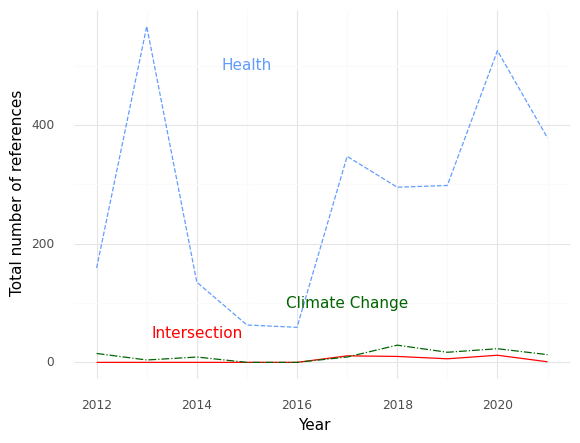 Health
400
Total number of references
200
Climate Change
Intersection
0
2012 2014 2016 2018 2020
Year